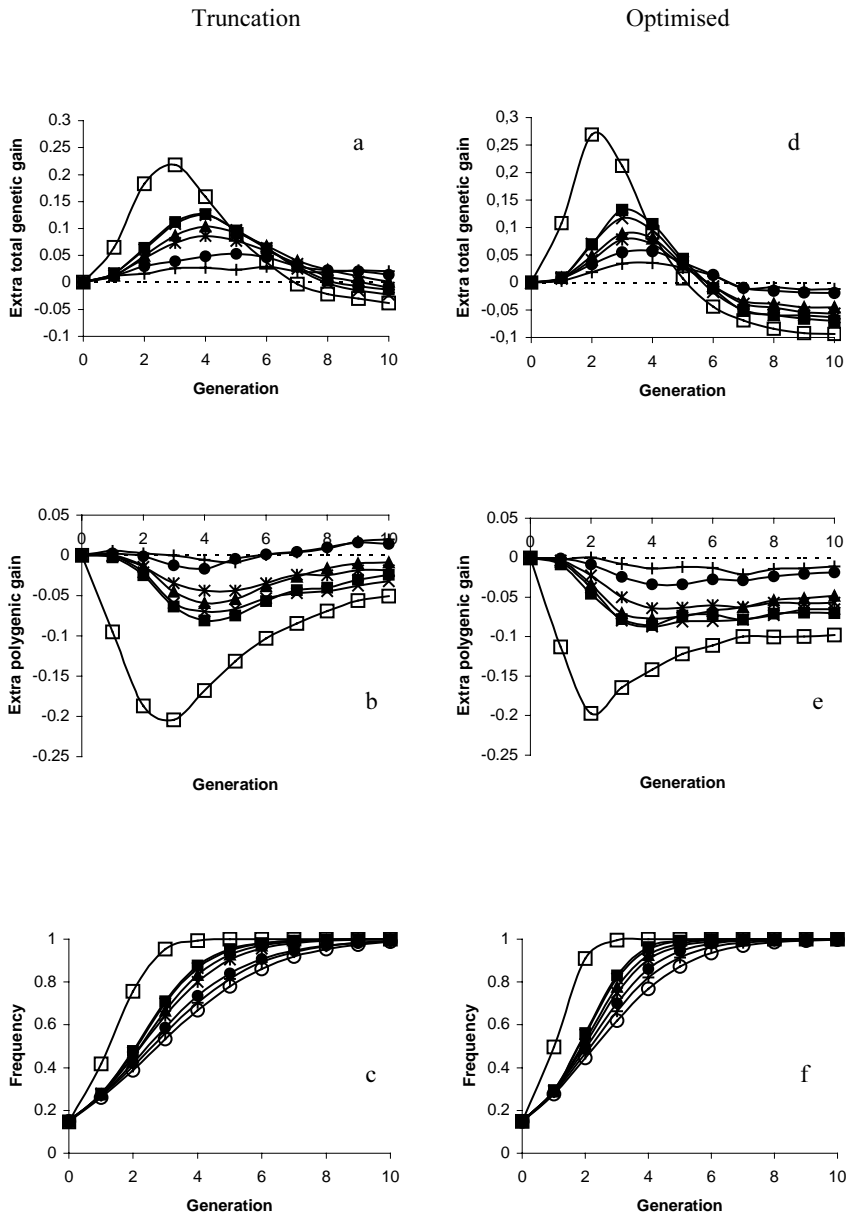 Truncation
Optimised
Extra total genetic gain
0.3
0.25
0.2
0.15
0.1
0.05
0
-0.05
-0.1
0 2 4 6 8 10
Generation
a
Extra total genetic gain
0,3
0,25
0,2
0,15
0,1
0,05
0
-0,05
-0,1
0 2 4 6 8 10
Generation
d
Extra polygenic gain
0.05
0
-0.05
-0.1
-0.15
-0.2
-0.25
0 2 4 6 8 10
Generation
b
Extra polygenic gain
0.05
0
-0.05
-0.1
-0.15
-0.2
-0.25
0 2 4 6 8 10
Generation
e
Frequency
1
0.8
0.6
0.4
0.2
0
0 2 4 6 8 10
Generation
c
Frequency
1
0.8
0.6
0.4
0.2
0
0 2 4 6 8 10
Generation
f